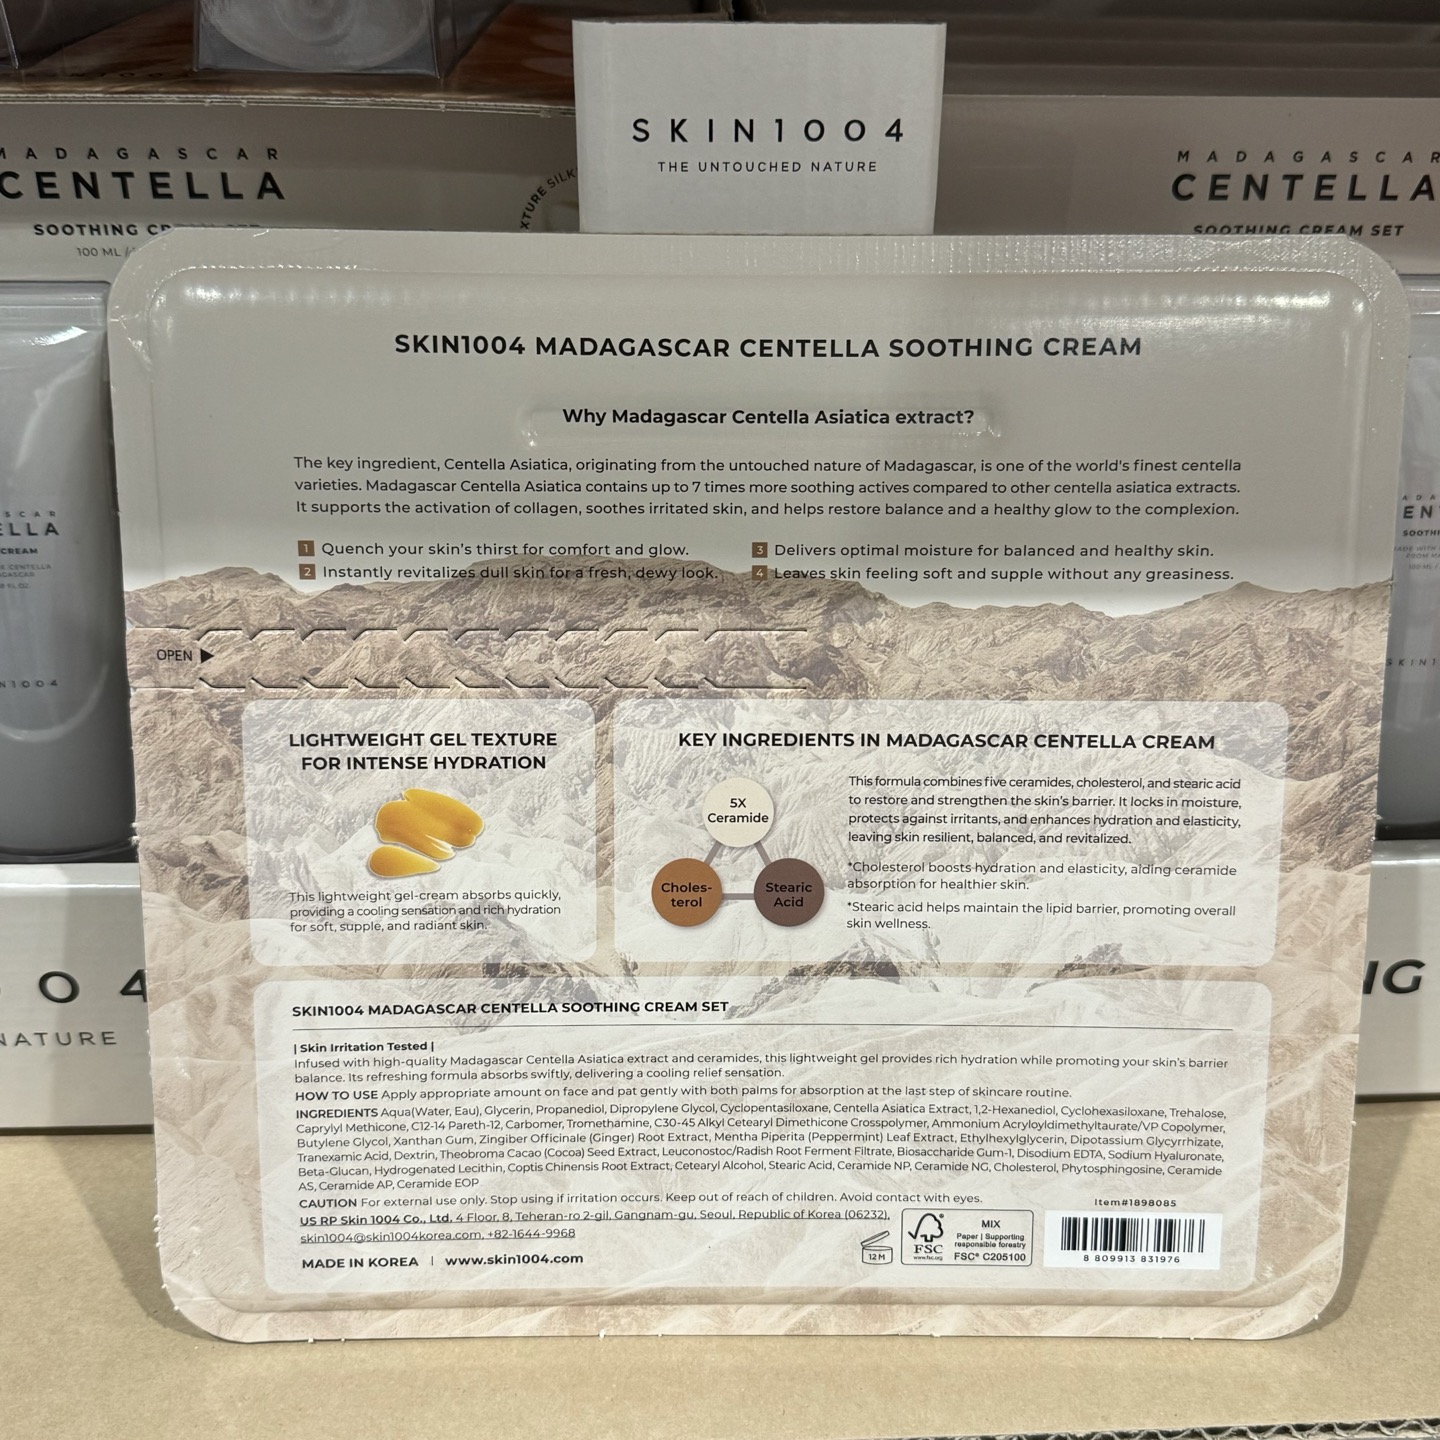 SKIN1004
THE UNTOUCHED NATURE
MADAGASCAR
CENTELLA
SOOTHING CREAM SET
100 ML
MADAGASCAR
CENTELLA
SOOTHING CREAM SET
SKIN1004 MADAGASCAR CENTELLA SOOTHING CREAM
Why Madagascar Centella Asiatica extract?
The key ingredient, Centella Asiatica, originating from the untouched nature of Madagascar, is one of the world's finest centella
varieties. Madagascar Centella Asiatica contains up to 7 times more soothing actives compared to other centella asiatica extracts.
It supports the activation of collagen, soothes irritated skin, and helps restore balance and a healthy glow to the complexion.
1 Quench your skin's thirst for comfort and glow.
2 Instantly revitalizes dull skin for a fresh, dewy look.
3 Delivers optimal moisture for balanced and healthy skin.
4 Leaves skin feeling soft and supple without any greasiness.
OPEN ▶
LIGHTWEIGHT GEL TEXTURE
FOR INTENSE HYDRATION
This lightweight gel-cream absorbs quickly,
providing a cooling sensation and rich hydration
for soft, supple, and radiant skin.
KEY INGREDIENTS IN MADAGASCAR CENTELLA CREAM
5X
Ceramide
Choles-
terol
Stearic
Acid
This formula combines five ceramides, cholesterol, and stearic acid
to restore and strengthen the skin's barrier. It locks in moisture,
protects against irritants, and enhances hydration and elasticity,
leaving skin resilient, balanced, and revitalized.
*Cholesterol boosts hydration and elasticity, aiding ceramide
absorption for healthier skin.
*Stearic acid helps maintain the lipid barrier, promoting overall
skin wellness.
SKIN1004 MADAGASCAR CENTELLA SOOTHING CREAM SET
| Skin Irritation Tested |
Infused with high-quality Madagascar Centella Asiatica extract and ceramides, this lightweight gel provides rich hydration while promoting your skin's barrier
balance. Its refreshing formula absorbs swiftly, delivering a cooling relief sensation.
HOW TO USE Apply appropriate amount on face and pat gently with both palms for absorption at the last step of skincare routine.
INGREDIENTS Aqua(Water, Eau), Glycerin, Propanediol, Dipropylene Glycol, Cyclopentasiloxane, Centella Asiatica Extract, 1,2-Hexanediol, Cyclohexasiloxane, Trehalose,
Caprylyl Methicone, C12-14 Pareth-12, Carbomer, Tromethamine, C30-45 Alkyl Cetearyl Dimethicone Crosspolymer, Ammonium Acryloyldimethyltaurate/VP Copolymer,
Butylene Glycol, Xanthan Gum, Zingiber Officinale (Ginger) Root Extract, Mentha Piperita (Peppermint) Leaf Extract, Ethylhexylglycerin, Dipotassium Glycyrrhizate,
Tranexamic Acid, Dextrin, Theobroma Cacao (Cocoa) Seed Extract, Leuconostoc/Radish Root Ferment Filtrate, Biosaccharide Gum-1, Disodium EDTA, Sodium Hyaluronate,
Beta-Glucan, Hydrogenated Lecithin, Coptis Chinensis Root Extract, Cetearyl Alcohol, Stearic Acid, Ceramide NP, Ceramide NG, Cholesterol, Phytosphingosine, Ceramide
AS, Ceramide AP, Ceramide EOP
CAUTION For external use only. Stop using if irritation occurs. Keep out of reach of children. Avoid contact with eyes.
US RP Skin 1004 Co., Ltd, 4 Floor, 8, Teheran-ro 2-gil, Gangnam-gu, Seoul, Republic of Korea (06232),
skin1004@skin1004korea.com, +82-1644-9968
MADE IN KOREA | www.skin1004.com
12M
FSC
www.fsc.org
MIX
Paper | Supporting
responsible forestry
FSC® C205100
Item#1898085
8 809913 831976